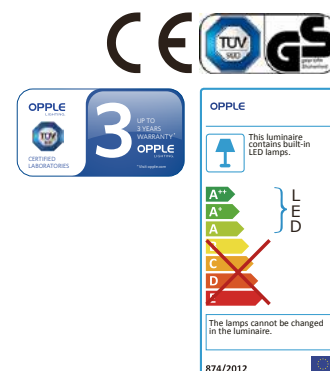 CE
TÜV
SÜD
GS
geprüfte
Sicherheit
OPPLE
LIGHTING
TÜV
SÜD
CERTIFIED
LABORATORIES
3
UP TO
3 YEARS
WARRANTY*
OPPLE
LIGHTING
*Visit opple.com
OPPLE
This luminaire
contains built-in
LED lamps.
A++
A+
A
C
D
E
L
E
D
The lamps cannot be changed
in the luminaire.
874/2012